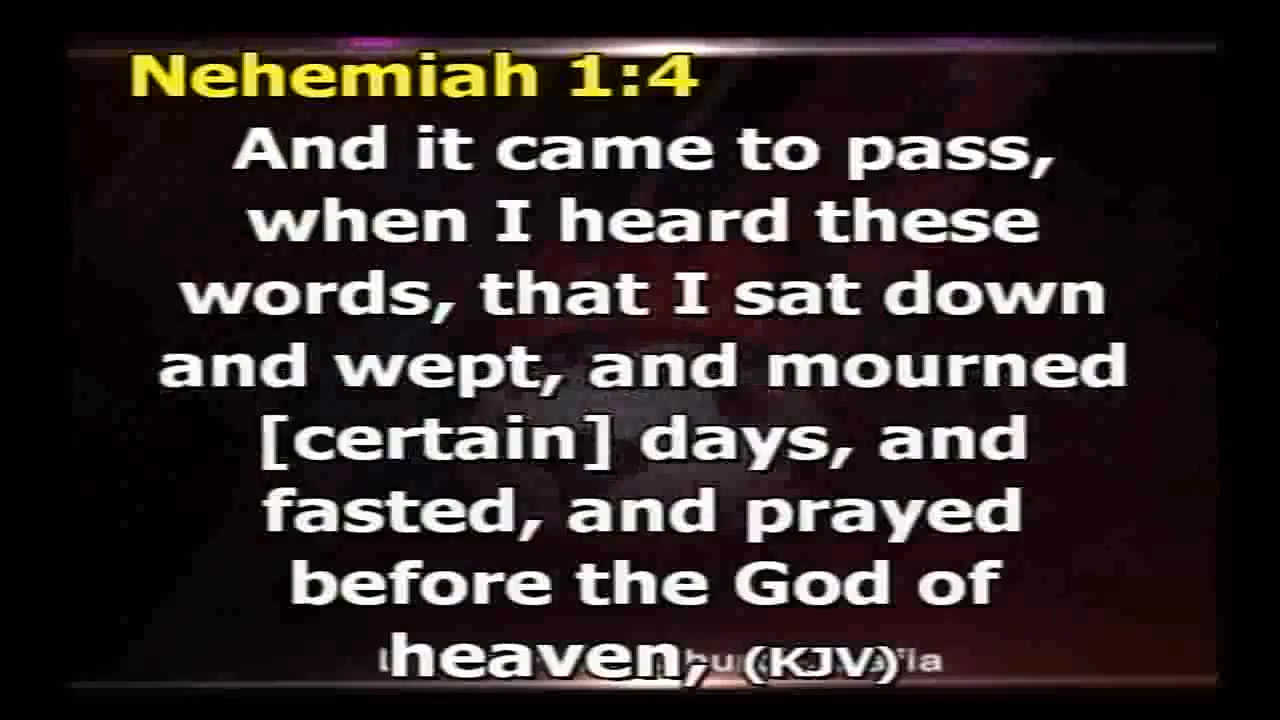 Nehemiah 1:4
And it came to pass,
when I heard these
words, that I sat down
and wept, and mourned
[certain] days, and
fasted, and prayed
before the God of
heaven, (KJV)